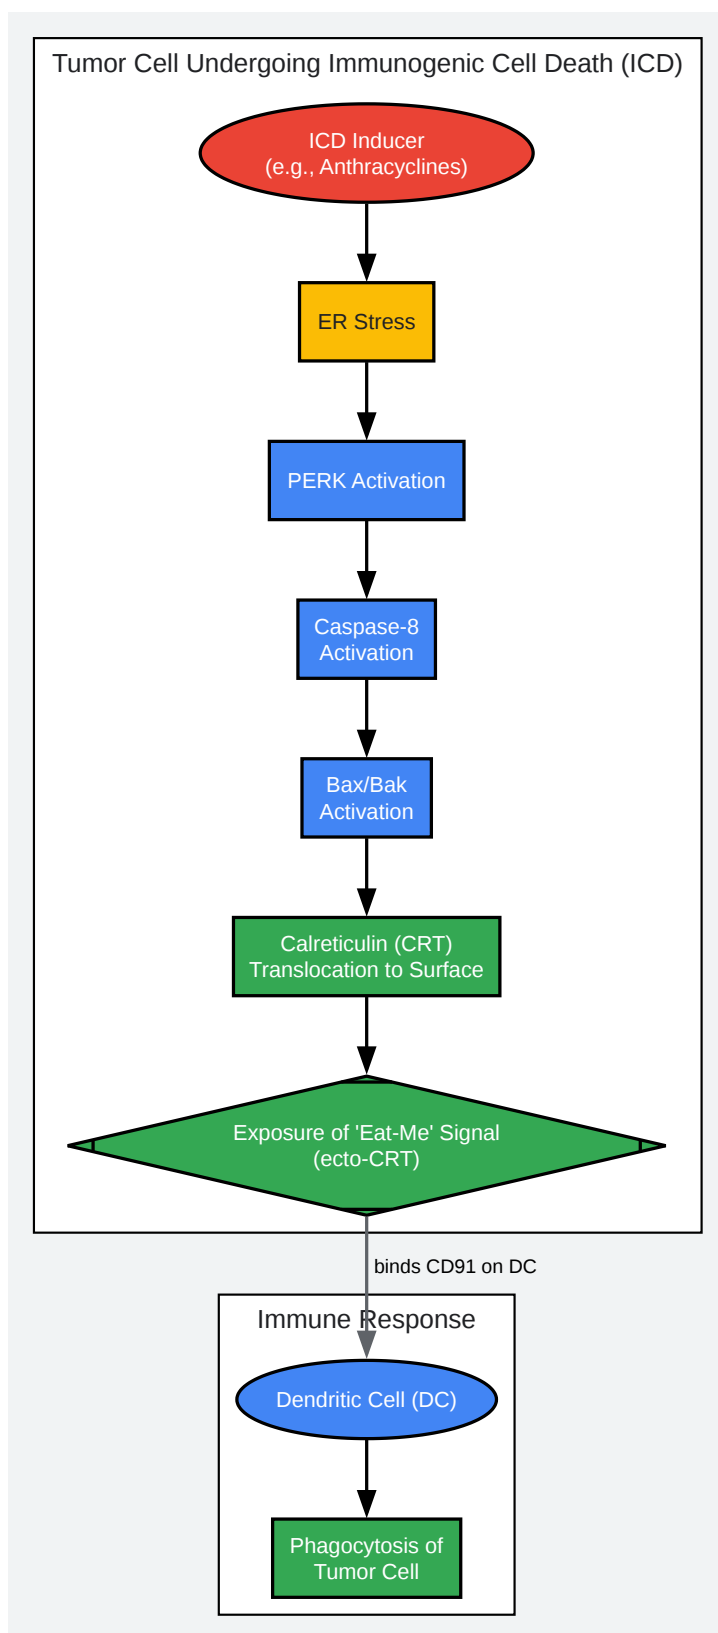 Tumor Cell Undergoing Immunogenic Cell Death (ICD)
ICD Inducer
(e.g., Anthracyclines)
ER Stress
PERK Activation
Caspase-8
Activation
Bax/Bak
Activation
Calreticulin (CRT)
Translocation to Surface
Exposure of 'Eat-Me' Signal
(ecto-CRT)
binds CD91 on DC
Immune Response
Dendritic Cell (DC)
Phagocytosis of
Tumor Cell